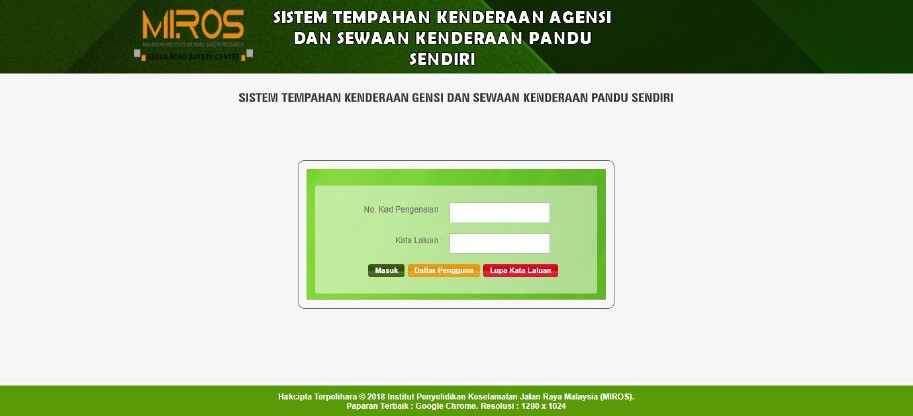 MIROS
MALAYSIAN INSTITUTE OF ROAD SAFETY RESEARCH
ASEAN ROAD SAFETY CENTRE
SISTEM TEMPAHAN KENDERAAN AGENSI
DAN SEWAAN KENDERAAN PANDU
SENDIRI
SISTEM TEMPAHAN KENDERAAN GENSI DAN SEWAAN KENDERAAN PANDU SENDIRI
No. Kad Pengenalan :
Kata Laluan :
Masuk Daftar Pengguna Lupa Kata Laluan
Hakcipta Terpelihara © 2018 Institut Penyelidikan Keselamatan Jalan Raya Malaysia (MIROS).
Paparan Terbaik : Google Chrome. Resolusi : 1280 x 1024